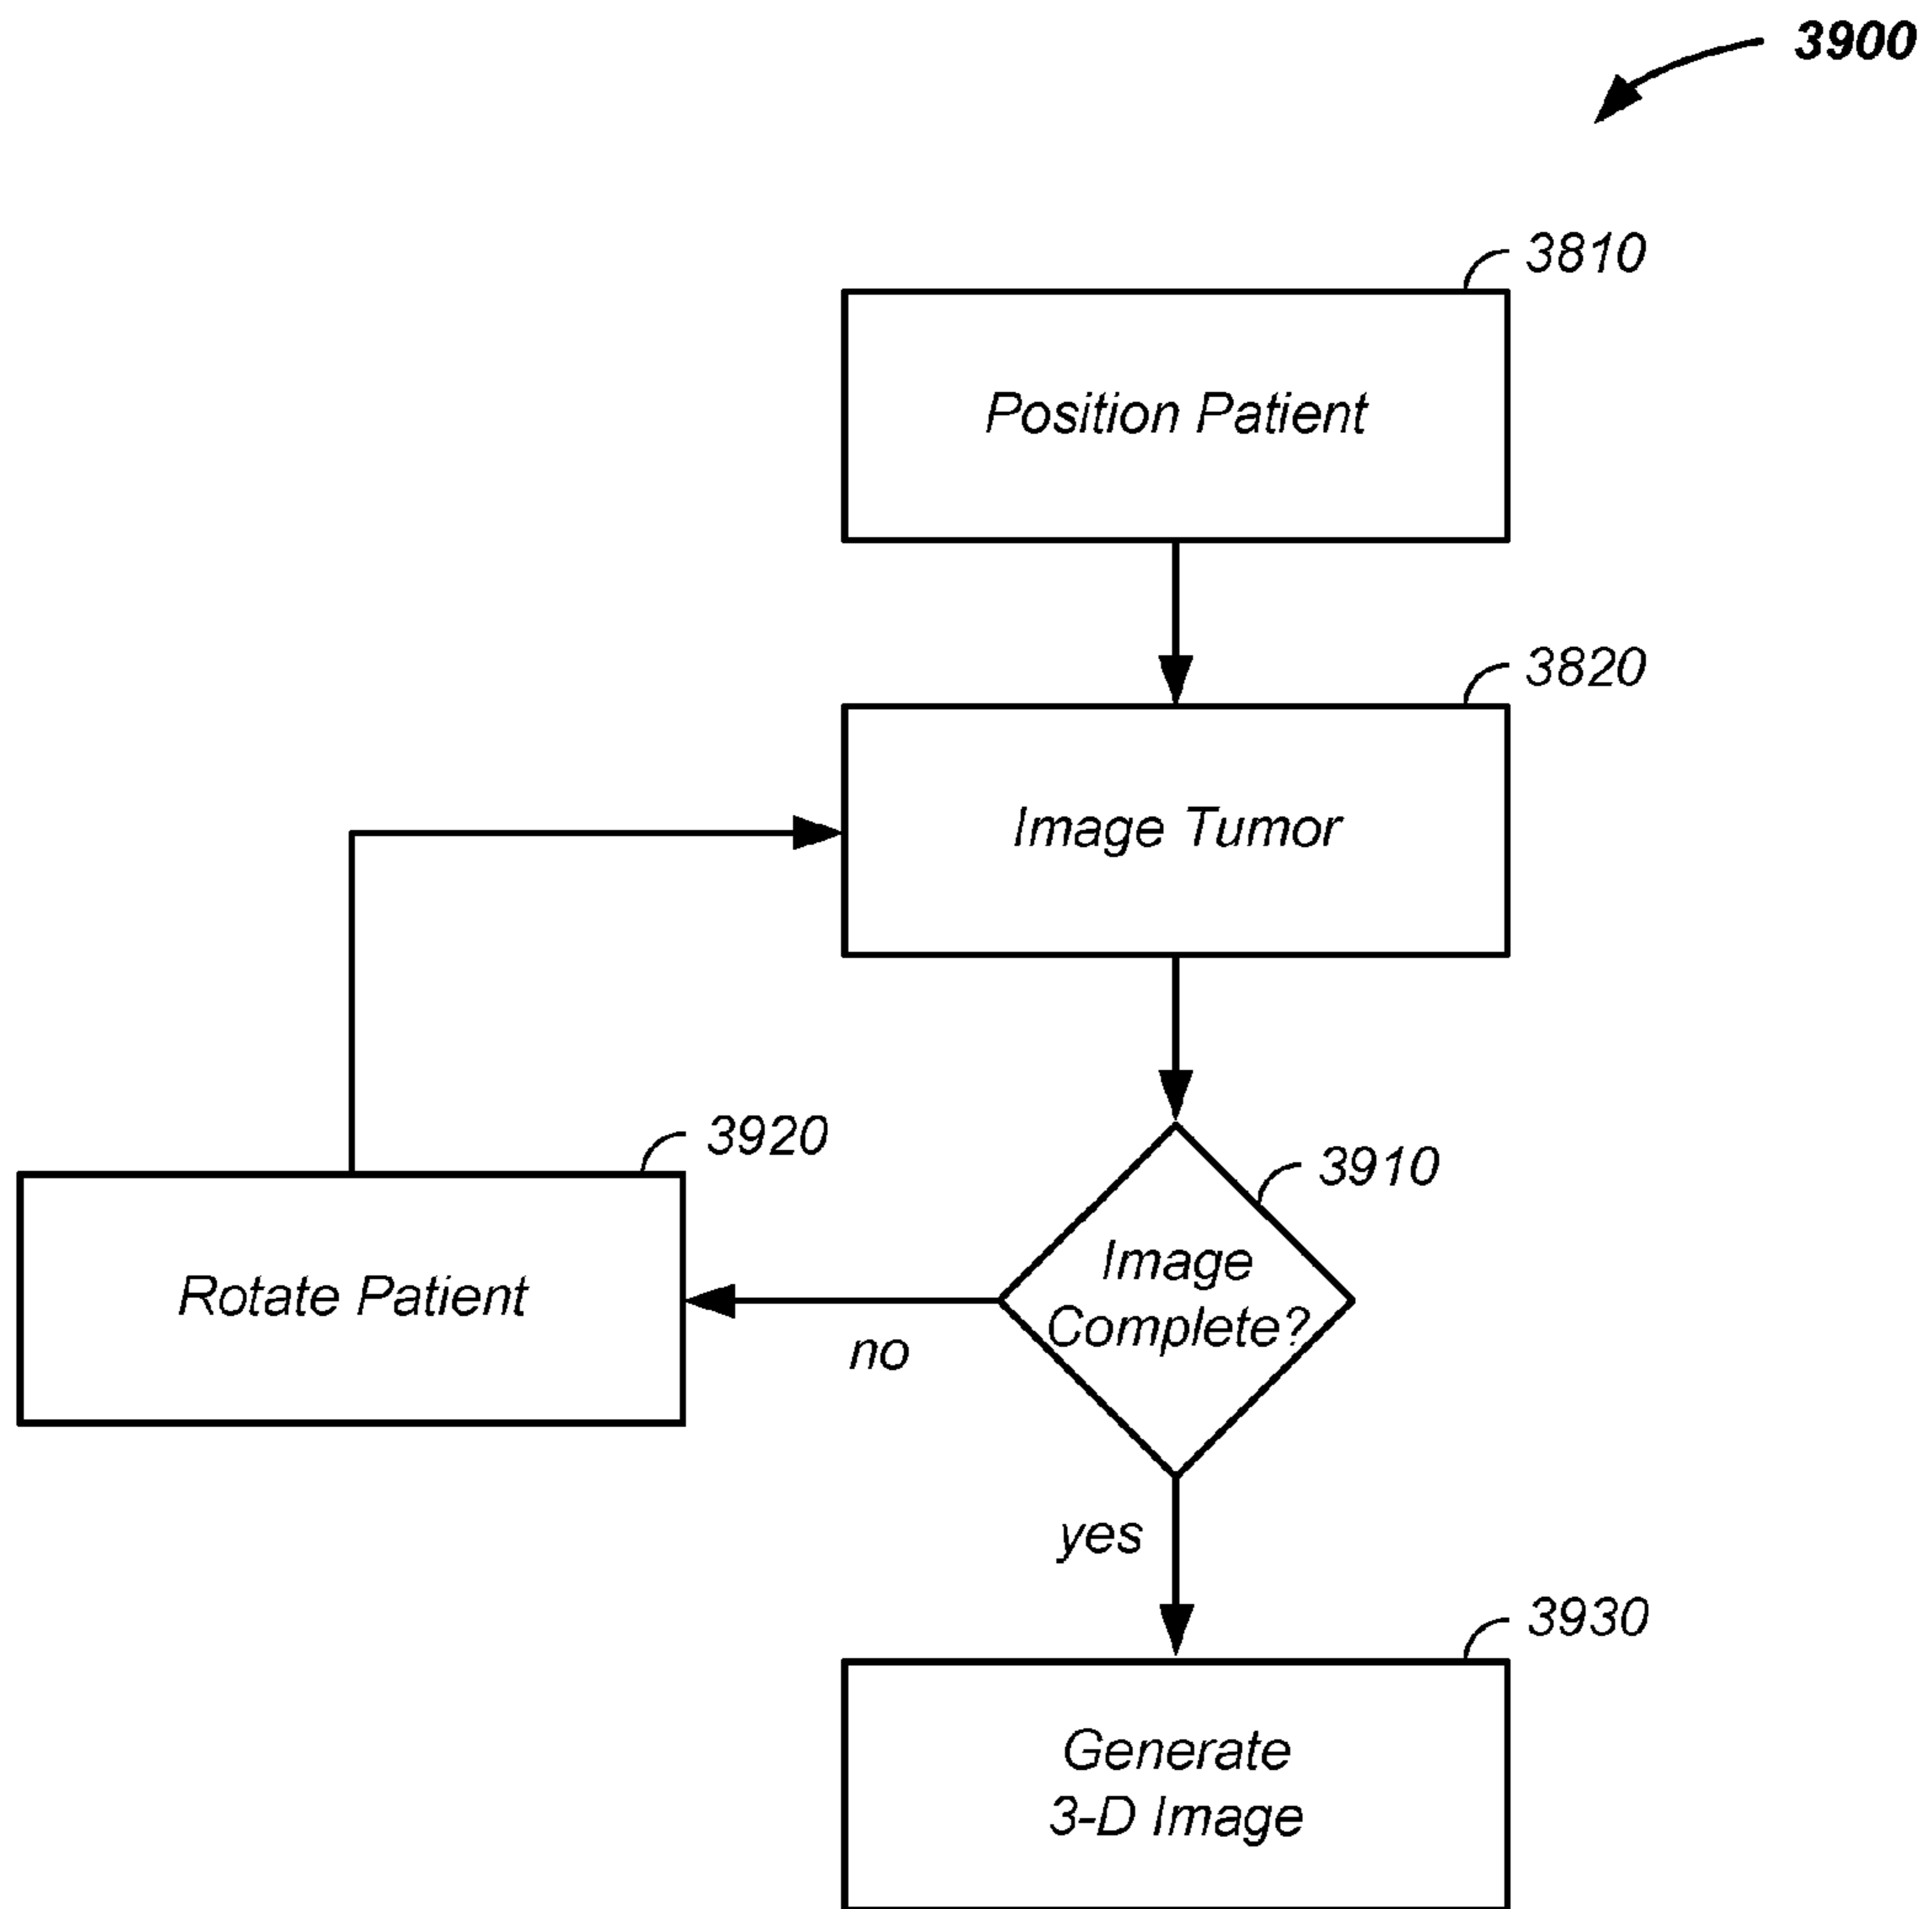 3900
3810
Position Patient
3820
Image Tumor
3920
3910
Rotate Patient
Image
Complete?
no
yes
3930
Generate
3-D Image